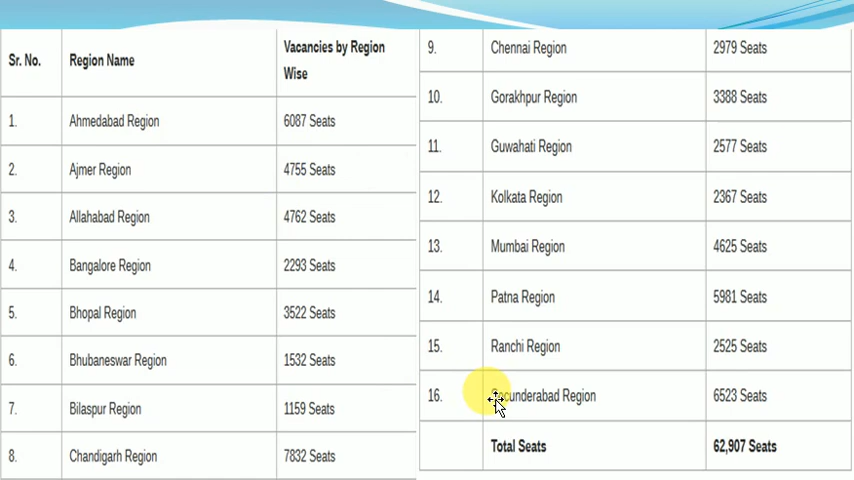 Sr. No. Region Name Vacancies by Region Wise
1. Ahmedabad Region 6087 Seats
2. Ajmer Region 4755 Seats
3. Allahabad Region 4762 Seats
4. Bangalore Region 2293 Seats
5. Bhopal Region 3522 Seats
6. Bhubaneswar Region 1532 Seats
7. Bilaspur Region 1159 Seats
8. Chandigarh Region 7832 Seats
9. Chennai Region 2979 Seats
10. Gorakhpur Region 3388 Seats
11. Guwahati Region 2577 Seats
12. Kolkata Region 2367 Seats
13. Mumbai Region 4625 Seats
14. Patna Region 5981 Seats
15. Ranchi Region 2525 Seats
16. Secunderabad Region 6523 Seats
Total Seats 62,907 Seats